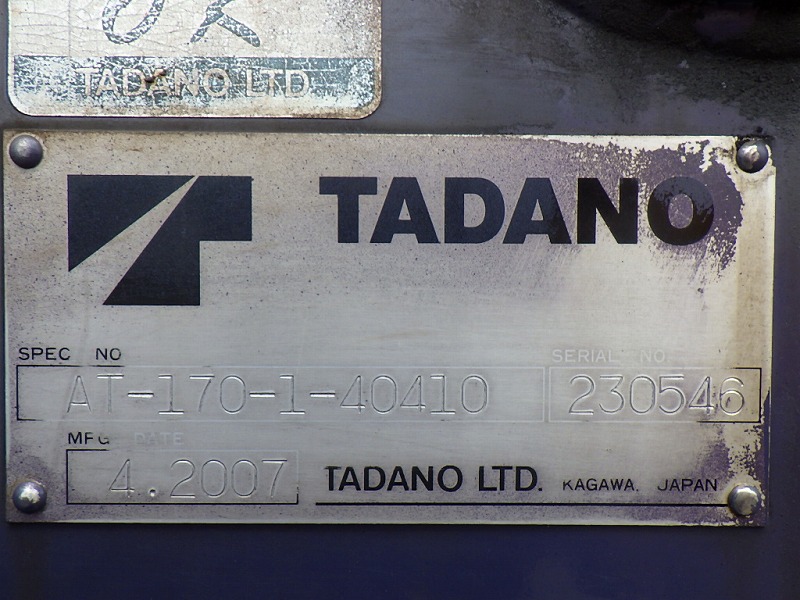 OK
TADANO LTD
TADANO
SPEC NO
SERIAL NO
AT-170-1-40410
230546
MFG DATE
4.2007
TADANO LTD. KAGAWA, JAPAN